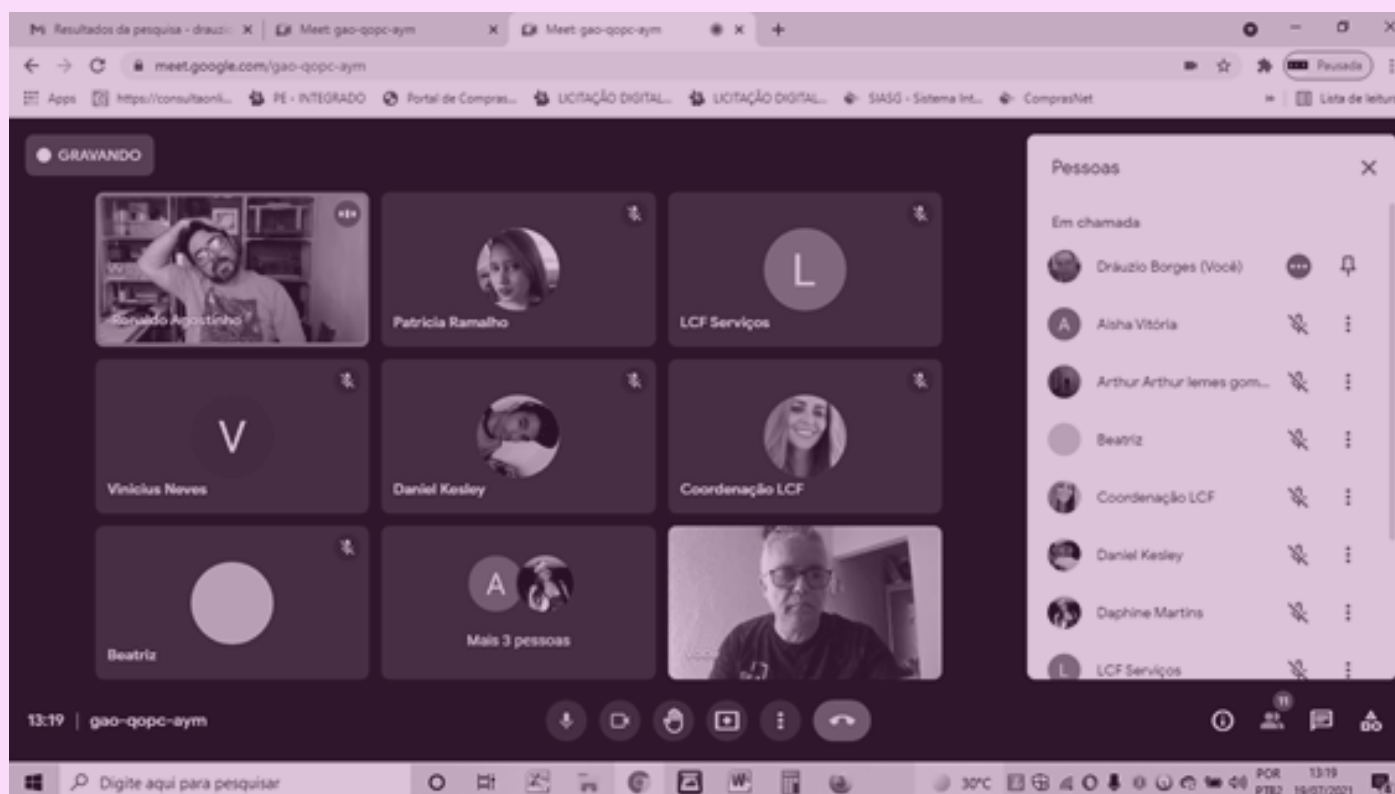 Resultados da pesquisa - drauzi
Meet: gao-qopc-aym
Meet: gao-qopc-aym
meet.google.com/gao-qopc-aym
Pausada
Apps
https://consultaonli...
PE - INTEGRADO
Portal de Compras...
LICITAÇÃO DIGITAL...
LICITAÇÃO DIGITAL...
SIASG - Sistema Int...
ComprasNet
Lista de leitura
GRAVANDO
Ronaldo Agostinho
Patricia Ramalho
L
LCF Serviços
V
Vinicius Neves
Daniel Kesley
Coordenação LCF
Beatriz
A
Mais 3 pessoas
Pessoas
Em chamada
Dráuzio Borges (Você)
A
Aisha Vitória
Arthur Arthur lemes gom...
Beatriz
Coordenação LCF
Daniel Kesley
Daphine Martins
L
LCF Serviços
13:19 | gao-qopc-aym
11
Digite aqui para pesquisar
30°C
POR
PTB2
13:19
19/07/2021